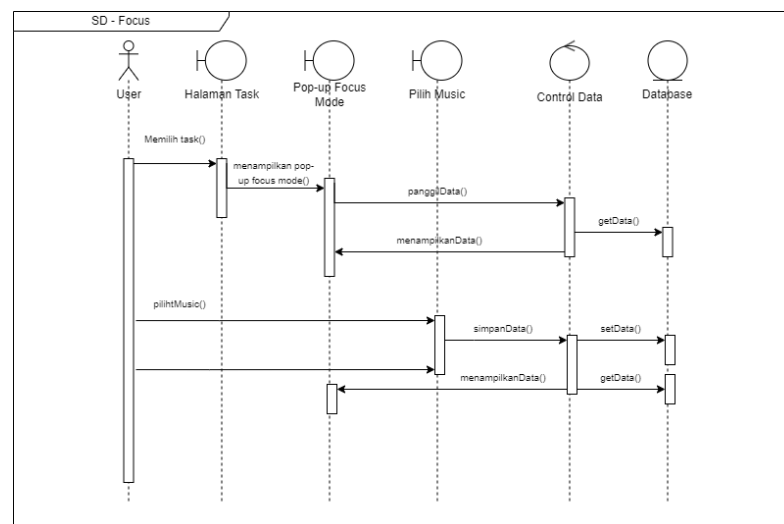 SD - Focus
User
Halaman Task
Pop-up Focus
Mode
Pilih Music
Control Data
Database
Memilih task()
menampilkan pop-
up focus mode()
panggilData()
getData()
menampilkanData()
pilihtMusic()
simpanData()
setData()
menampilkanData()
getData()